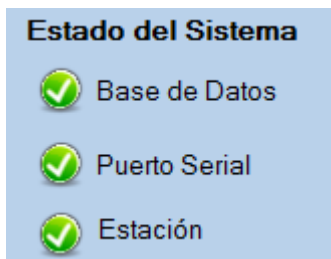 Estado del Sistema
Base de Datos
Puerto Serial
Estación